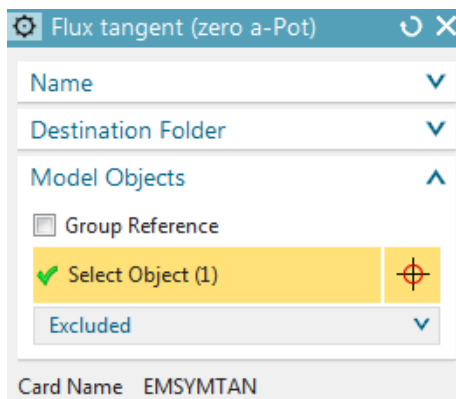 Flux tangent (zero a-Pot)
Name
Destination Folder
Model Objects
Group Reference
Select Object (1)
Excluded
Card Name EMSYMTAN